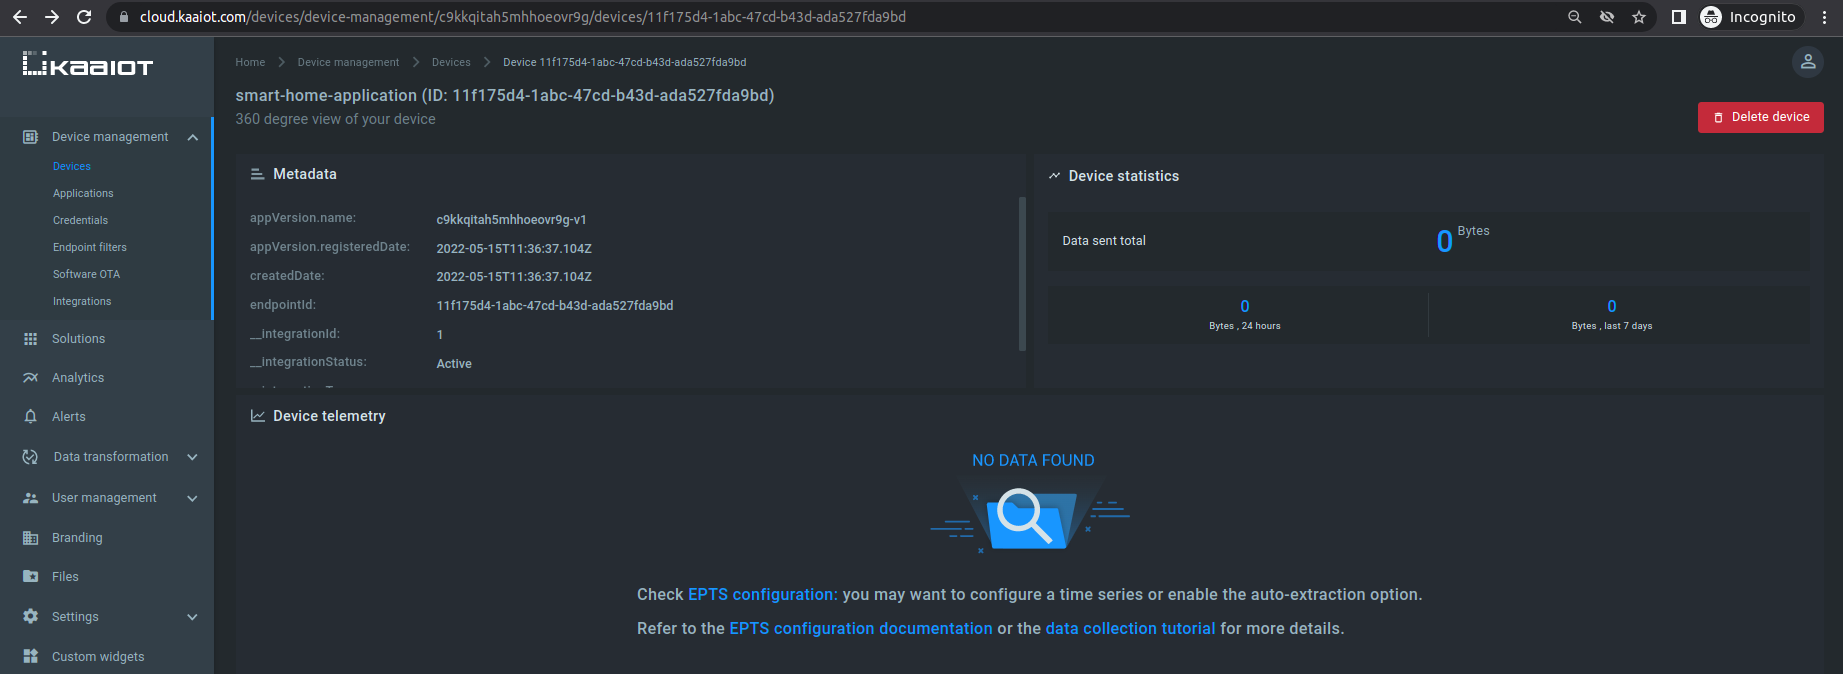 cloud.kaaiot.com/devices/device-management/c9kkqitah5mhhoeovr9g/devices/11f175d4-1abc-47cd-b43d-ada527fda9bd
Incognito
kaaIoT
Home
Device management
Devices
Device 11f175d4-1abc-47cd-b43d-ada527fda9bd
smart-home-application (ID: 11f175d4-1abc-47cd-b43d-ada527fda9bd)
360 degree view of your device
Delete device
Device management
Devices
Applications
Credentials
Endpoint filters
Software OTA
Integrations
Solutions
Analytics
Alerts
Data transformation
User management
Branding
Files
Settings
Custom widgets
Metadata
appVersion.name: c9kkqitah5mhhoeovr9g-v1
appVersion.registeredDate: 2022-05-15T11:36:37.104Z
createdDate: 2022-05-15T11:36:37.104Z
endpointId: 11f175d4-1abc-47cd-b43d-ada527fda9bd
__integrationId: 1
__integrationStatus: Active
Device statistics
Data sent total 0 Bytes
0
Bytes , 24 hours
0
Bytes , last 7 days
Device telemetry
NO DATA FOUND
Check EPTS configuration: you may want to configure a time series or enable the auto-extraction option.
Refer to the EPTS configuration documentation or the data collection tutorial for more details.